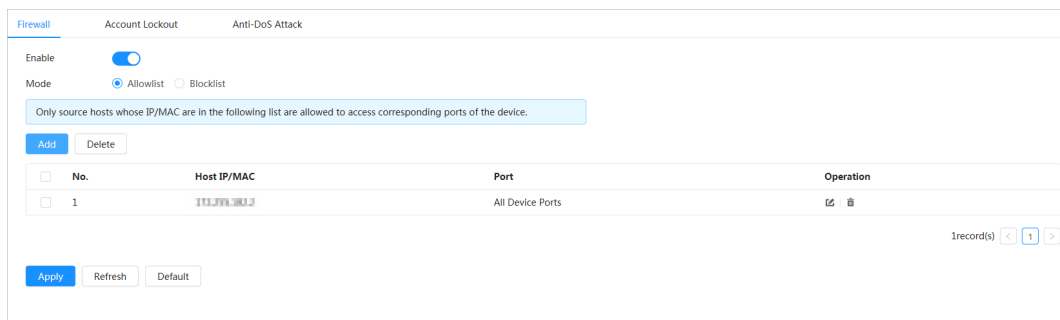 Firewall Account Lockout Anti-DoS Attack
Enable
Mode Allowlist Blocklist
Only source hosts whose IP/MAC are in the following list are allowed to access corresponding ports of the device.
Add Delete
No. Host IP/MAC Port Operation
1 All Device Ports
1record(s) < 1 >
Apply Refresh Default